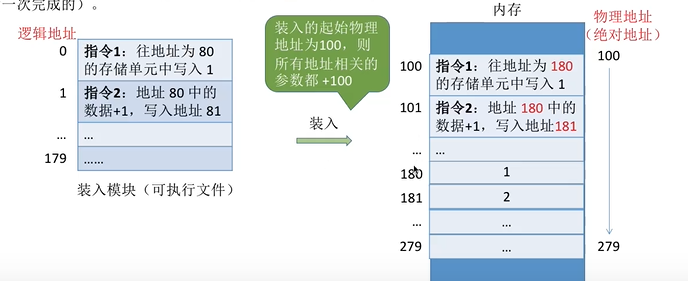 一次完成的）。
逻辑地址
0
指令1：往地址为 80
的存储单元中写入 1
1
指令2：地址 80 中的
数据+1，写入地址 81
...
...
179
......
装入模块（可执行文件）
装入的起始物理
地址为100，则
所有地址相关的
参数都 +100
装入
内存
物理地址
（绝对地址）
100
指令1：往地址为 180
的存储单元中写入 1
101
指令2：地址 180 中的
数据+1，写入地址181
...
...
180
1
181
2
...
...
279
...
100
279